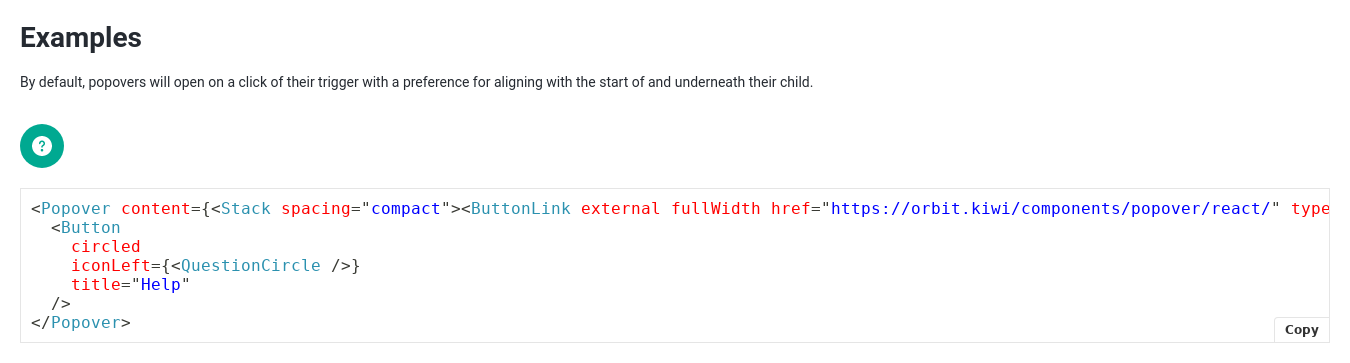 Examples
By default, popovers will open on a click of their trigger with a preference for aligning with the start of and underneath their child.
?
<Popover content={<Stack spacing="compact"><ButtonLink external fullWidth href="https://orbit.kiwi/components/popover/react/" type
  <Button
    circled
    iconLeft={<QuestionCircle />}
    title="Help"
  />
</Popover>
Copy